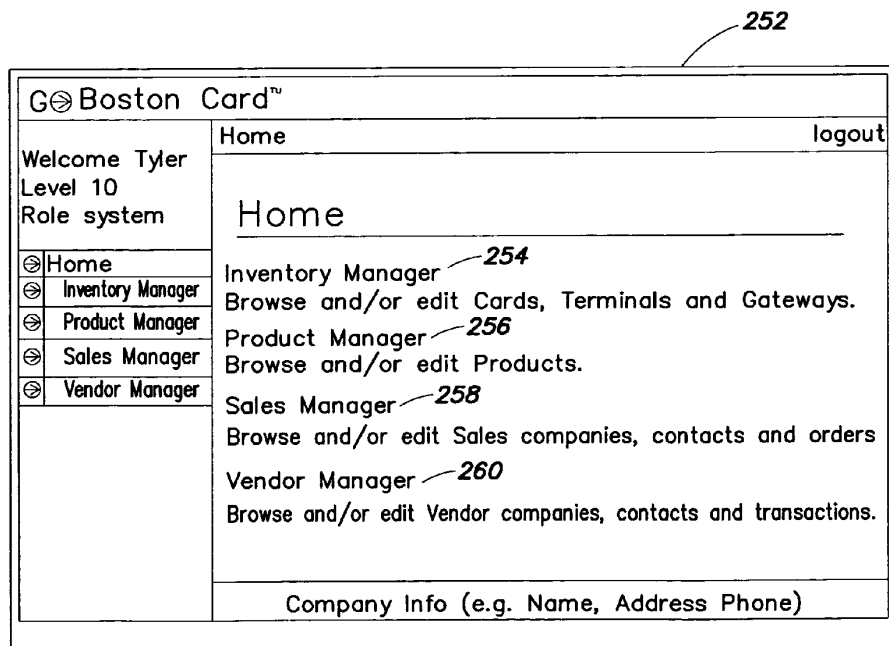 252
G Boston Card™
Home logout
Welcome Tyler
Level 10
Role system
Home
Inventory Manager
Product Manager
Sales Manager
Vendor Manager
Home
Inventory Manager 254
Browse and/or edit Cards, Terminals and Gateways.
Product Manager 256
Browse and/or edit Products.
Sales Manager 258
Browse and/or edit Sales companies, contacts and orders
Vendor Manager 260
Browse and/or edit Vendor companies, contacts and transactions.
Company Info (e.g. Name, Address Phone)